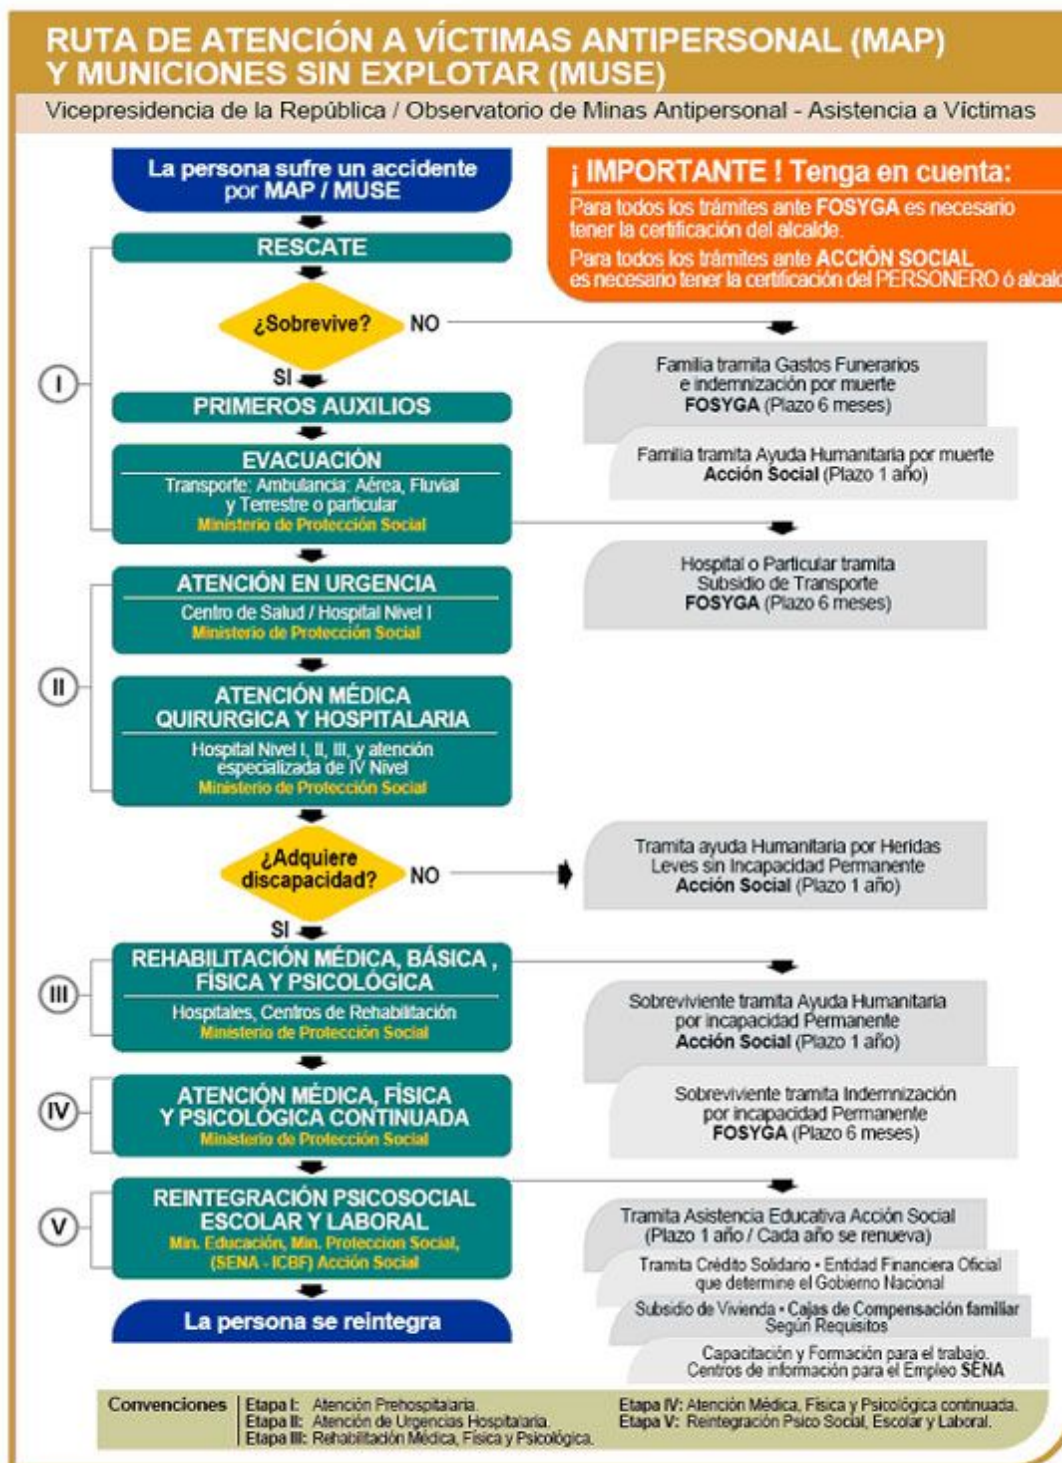 RUTA DE ATENCIÓN A VÍCTIMAS ANTIPERSONAL (MAP)
Y MUNICIONES SIN EXPLOTAR (MUSE)
Vicepresidencia de la República / Observatorio de Minas Antipersonal - Asistencia a Víctimas
La persona sufre un accidente
por MAP / MUSE
¡ IMPORTANTE ! Tenga en cuenta:
Para todos los trámites ante FOSYGA es necesario
tener la certificación del alcalde.
Para todos los trámites ante ACCIÓN SOCIAL
es necesario tener la certificación del PERSONERO ó alcald
RESCATE
¿Sobrevive?
NO
SI
I
Familia tramita Gastos Funerarios
e indemnización por muerte
FOSYGA (Plazo 6 meses)
Familia tramita Ayuda Humanitaria por muerte
Acción Social (Plazo 1 año)
PRIMEROS AUXILIOS
EVACUACIÓN
Transporte: Ambulancia: Aérea, Fluvial
y Terrestre o particular
Ministerio de Protección Social
Hospital o Particular tramita
Subsidio de Transporte
FOSYGA (Plazo 6 meses)
II
ATENCIÓN EN URGENCIA
Centro de Salud / Hospital Nivel I
Ministerio de Protección Social
ATENCIÓN MÉDICA
QUIRURGICA Y HOSPITALARIA
Hospital Nivel I, II, III, y atención
especializada de IV Nivel
Ministerio de Protección Social
¿Adquiere
discapacidad?
NO
SI
Tramita ayuda Humanitaria por Heridas
Leves sin Incapacidad Permanente
Acción Social (Plazo 1 año)
III
REHABILITACIÓN MÉDICA, BÁSICA ,
FÍSICA Y PSICOLÓGICA
Hospitales, Centros de Rehabilitación
Ministerio de Protección Social
Sobreviviente tramita Ayuda Humanitaria
por incapacidad Permanente
Acción Social (Plazo 1 año)
Sobreviviente tramita Indemnización
por incapacidad Permanente
FOSYGA (Plazo 6 meses)
IV
ATENCIÓN MÉDICA, FÍSICA
Y PSICOLÓGICA CONTINUADA
Ministerio de Protección Social
V
REINTEGRACIÓN PSICOSOCIAL
ESCOLAR Y LABORAL
Min. Educación, Min. Proteccion Social,
(SENA - ICBF) Acción Social
Tramita Asistencia Educativa Acción Social
(Plazo 1 año / Cada año se renueva)
Tramita Crédito Solidario • Entidad Financiera Oficial
que determine el Gobierno Nacional
Subsidio de Vivienda • Cajas de Compensación familiar
Según Requisitos
Capacitación y Formación para el trabajo.
Centros de información para el Empleo SENA
La persona se reintegra
Convenciones
Etapa I: Atención Prehospitalaria.
Etapa II: Atención de Urgencias Hospitalaria.
Etapa III: Rehabilitación Médica, Física y Psicológica.
Etapa IV: Atención Médica, Física y Psicológica continuada.
Etapa V: Reintegración Psico Social, Escolar y Laboral.